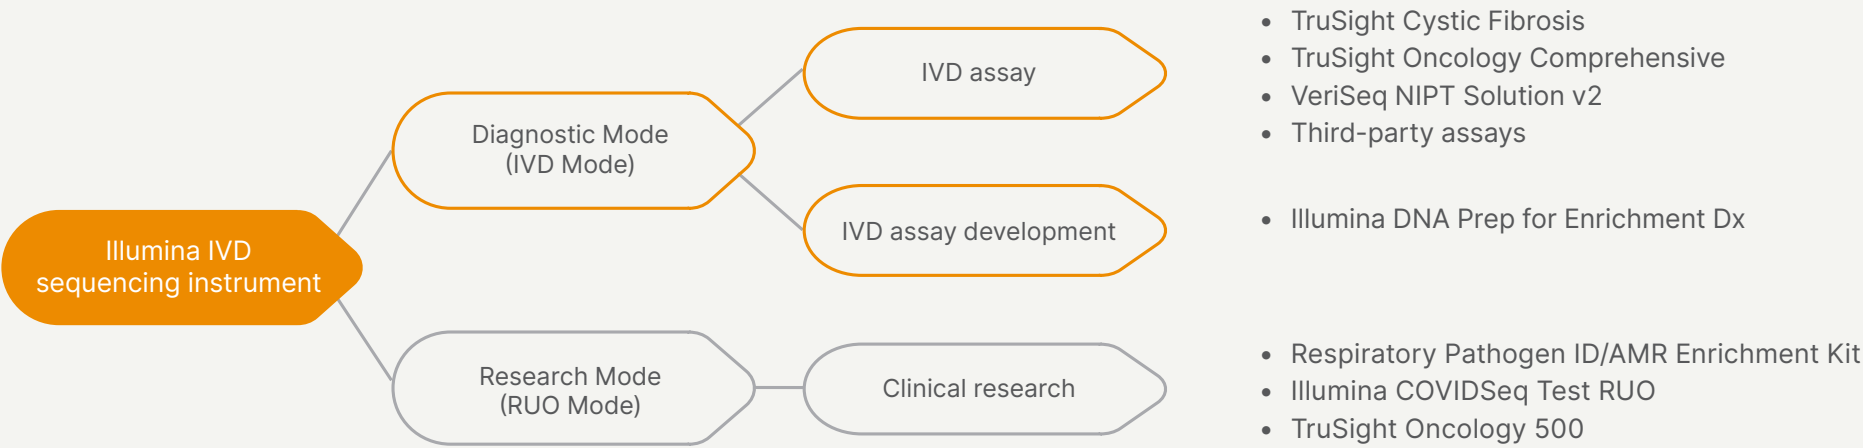 Illumina IVD
sequencing instrument
Diagnostic Mode
(IVD Mode)
IVD assay
• TruSight Cystic Fibrosis
• TruSight Oncology Comprehensive
• VeriSeq NIPT Solution v2
• Third-party assays
IVD assay development
• Illumina DNA Prep for Enrichment Dx
Research Mode
(RUO Mode)
Clinical research
• Respiratory Pathogen ID/AMR Enrichment Kit
• Illumina COVIDSeq Test RUO
• TruSight Oncology 500